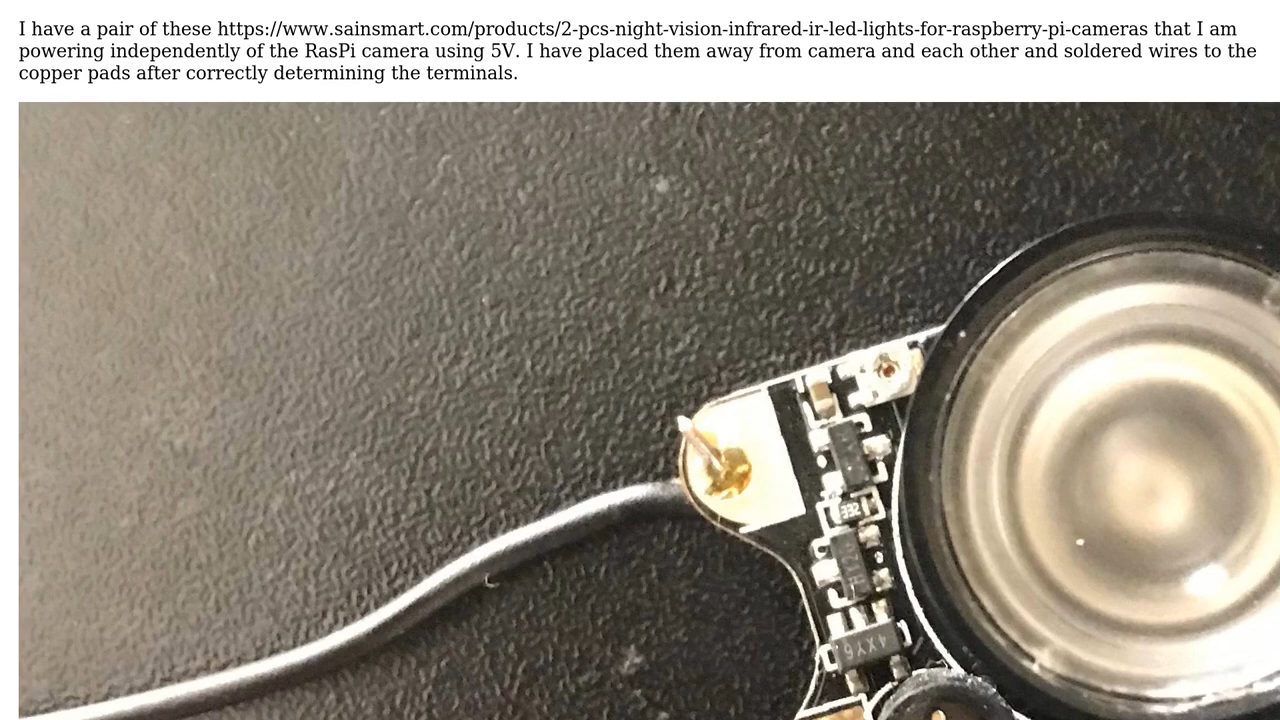 I have a pair of these https://www.sainsmart.com/products/2-pcs-night-vision-infrared-ir-led-lights-for-raspberry-pi-cameras that I am
powering independently of the RasPi camera using 5V. I have placed them away from camera and each other and soldered wires to the
copper pads after correctly determining the terminals.
332
4XY6